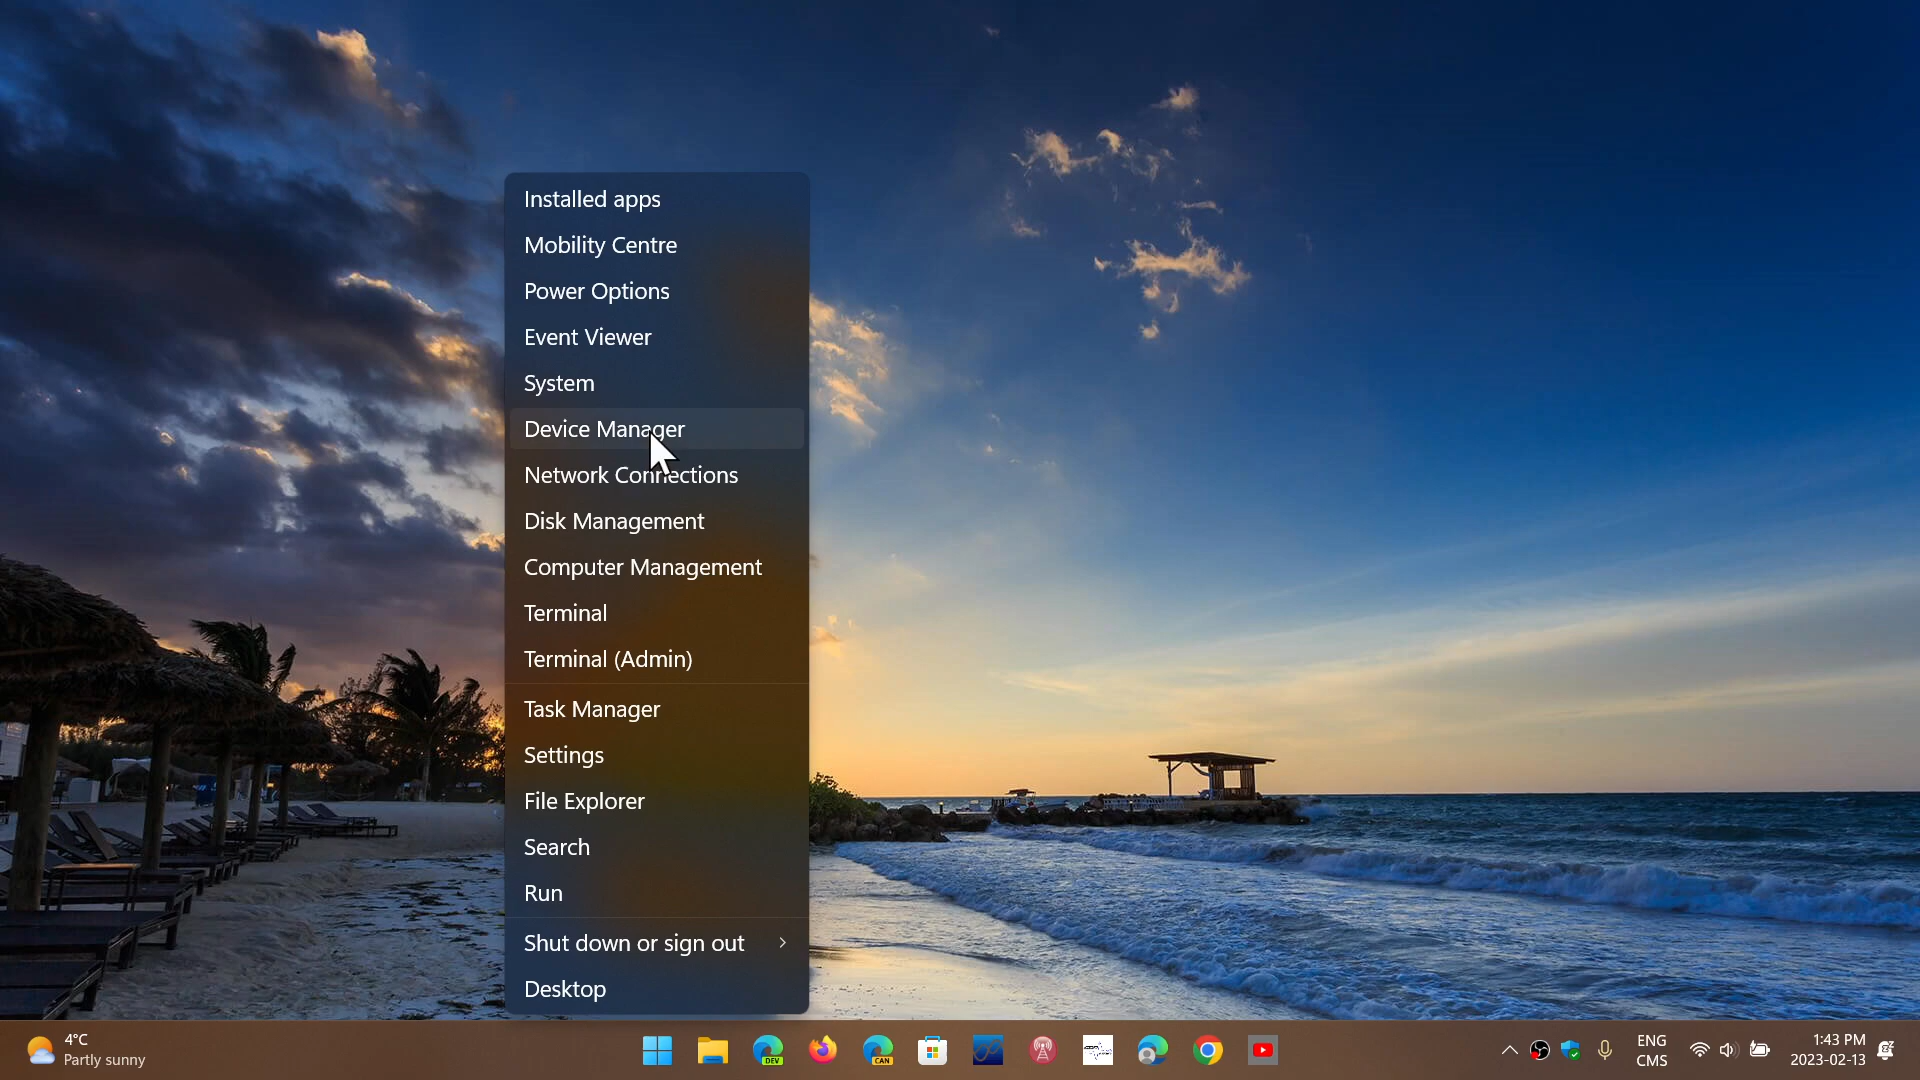 Installed apps
Mobility Centre
Power Options
Event Viewer
System
Device Manager
Network Connections
Disk Management
Computer Management
Terminal
Terminal (Admin)
Task Manager
Settings
File Explorer
Search
Run
Shut down or sign out
Desktop
4°C
Partly sunny
DEV
CAN
ENG
CMS
1:43 PM
2023-02-13